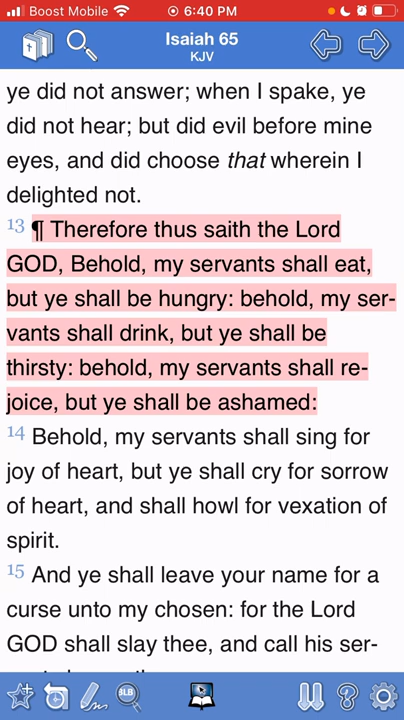 Boost Mobile 6:40 PM
Isaiah 65
KJV
ye did not answer; when I spake, ye
did not hear; but did evil before mine
eyes, and did choose that wherein I
delighted not.
13 ¶ Therefore thus saith the Lord
GOD, Behold, my servants shall eat,
but ye shall be hungry: behold, my ser-
vants shall drink, but ye shall be
thirsty: behold, my servants shall re-
joice, but ye shall be ashamed:
14 Behold, my servants shall sing for
joy of heart, but ye shall cry for sorrow
of heart, and shall howl for vexation of
spirit.
15 And ye shall leave your name for a
curse unto my chosen: for the Lord
GOD shall slay thee, and call his ser-
BLB